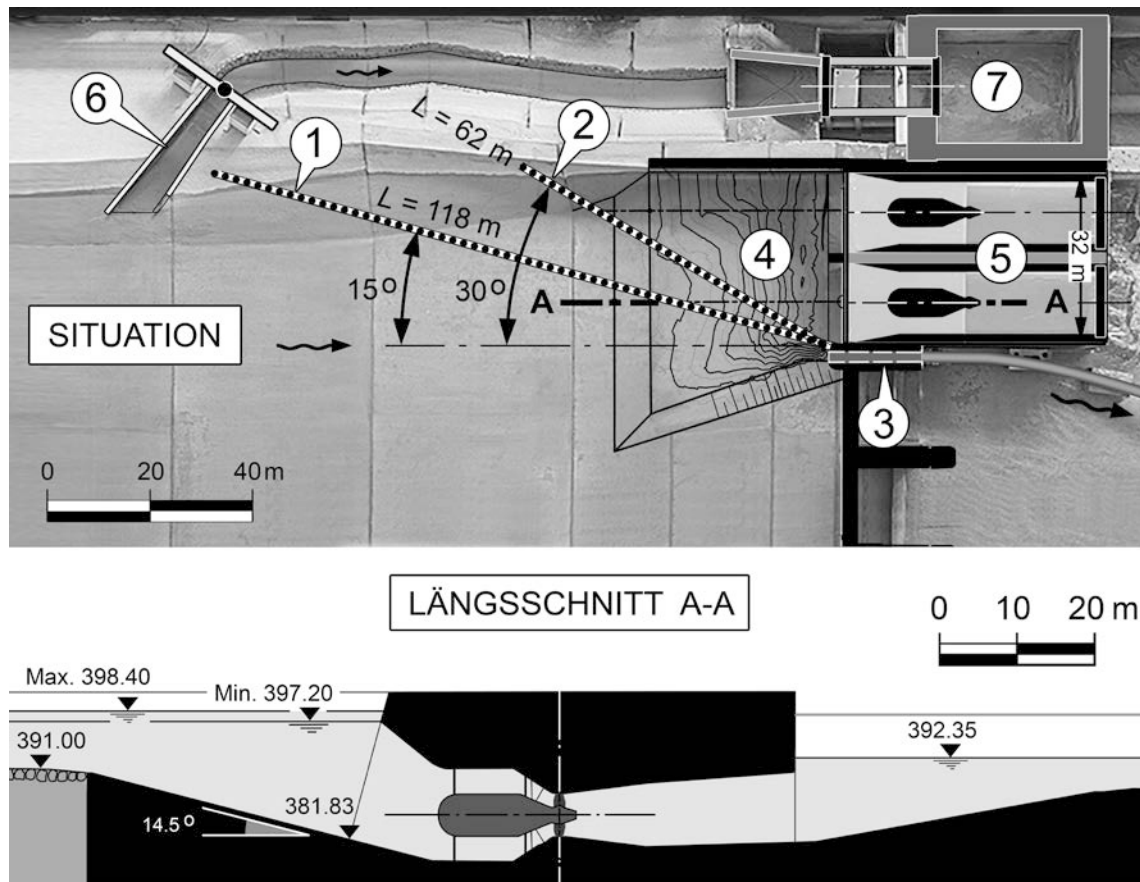 6
1
L = 62 m
2
7
L = 118 m
15°
30°
4
5
32 m
A
A
SITUATION
3
0 20 40 m
LÄNGSSCHNITT A-A
0 10 20 m
Max. 398.40
Min. 397.20
391.00
392.35
381.83
14.5°